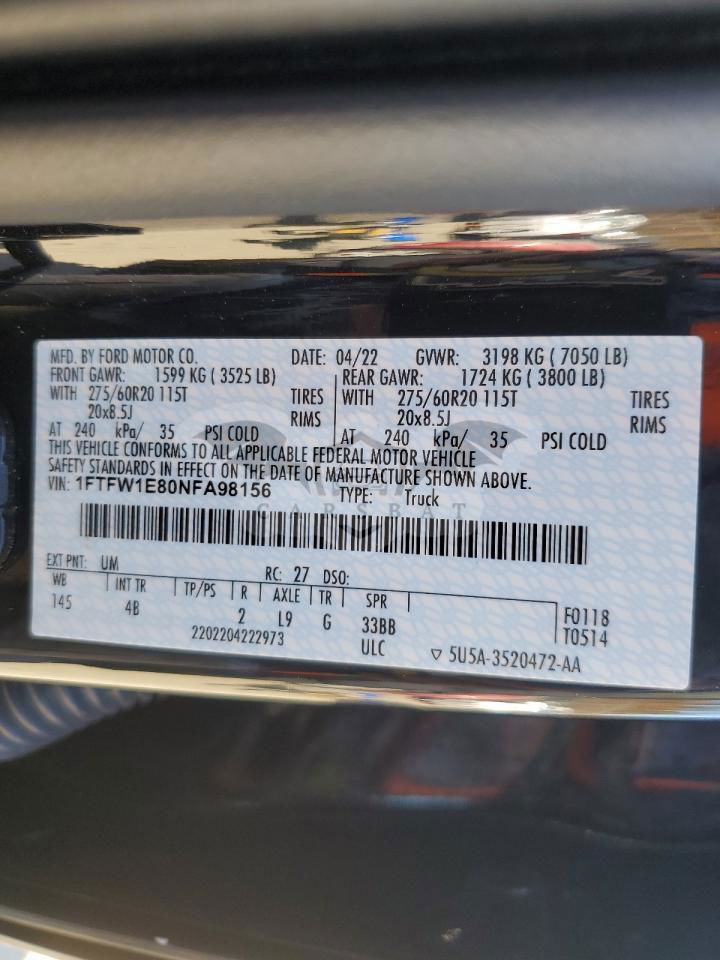 MFD. BY FORD MOTOR CO. DATE: 04/22 GVWR: 3198 KG ( 7050 LB)
FRONT GAWR: 1599 KG ( 3525 LB) REAR GAWR: 1724 KG ( 3800 LB)
WITH 275/60R20 115T TIRES WITH 275/60R20 115T TIRES
20x8.5J RIMS 20x8.5J RIMS
AT 240 kPa/ 35 PSI COLD AT 240 kPa/ 35 PSI COLD
THIS VEHICLE CONFORMS TO ALL APPLICABLE FEDERAL MOTOR VEHICLE
SAFETY STANDARDS IN EFFECT ON THE DATE OF MANUFACTURE SHOWN ABOVE.
VIN: 1FTFW1E80NFA98156 TYPE: Truck
CARSBAT
EXT PNT: UM RC: 27 DSO:
WB INT TR TP/PS R AXLE TR SPR F0118
145 4B 2 L9 G 33BB T0514
2202204222973 ULC ▽ 5U5A-3520472-AA